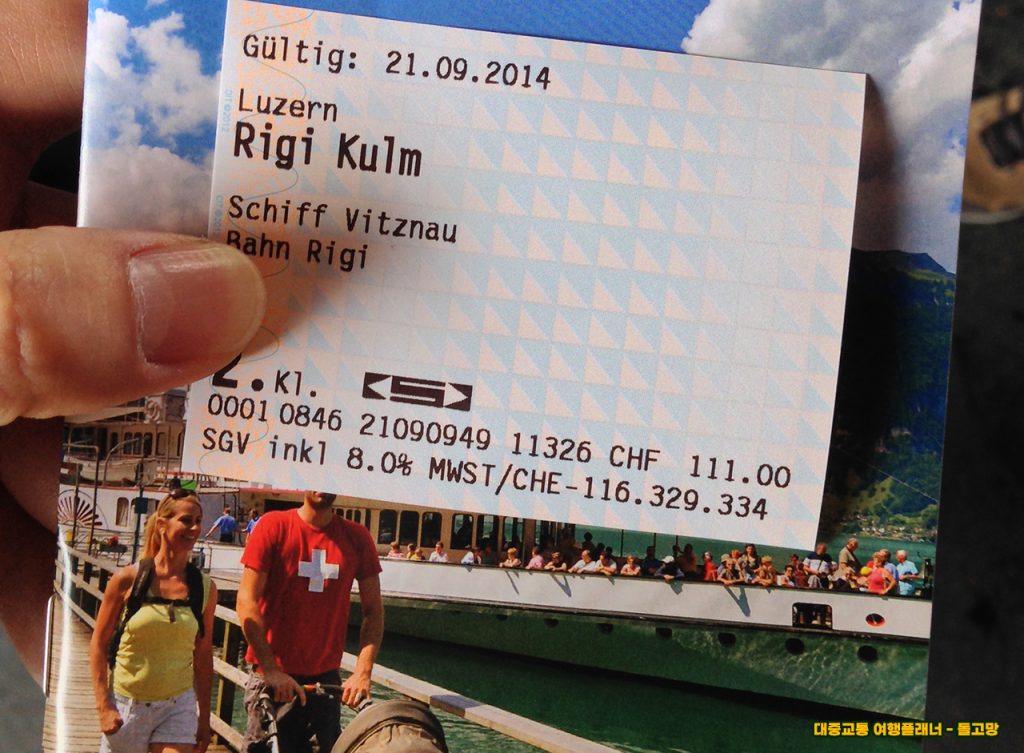 Gültig: 21.09.2014
Luzern
Rigi Kulm
Schiff Vitznau
Bahn Rigi
2. Kl.
0001 0846 21090949 11326 CHF 111.00
SGV inkl 8.0% MWST/CHE-116.329.334
대중교통 여행플래너 - 돌고망